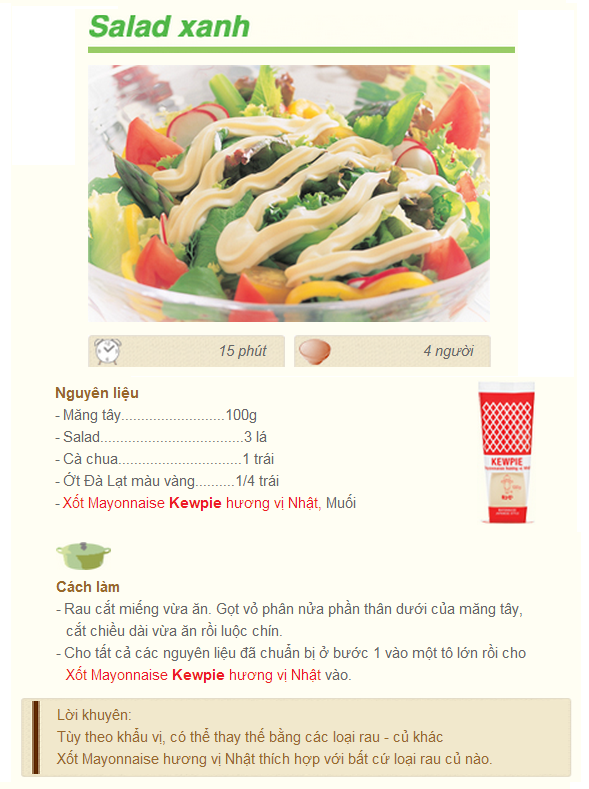 Salad xanh
15 phút
4 người
Nguyên liệu
- Măng tây..........................100g
- Salad....................................3 lá
- Cà chua...............................1 trái
- Ớt Đà Lạt màu vàng..........1/4 trái
- Xốt Mayonnaise Kewpie hương vị Nhật, Muối
KEWPIE
Cách làm
- Rau cắt miếng vừa ăn. Gọt vỏ phân nửa phần thân dưới của măng tây,
cắt chiều dài vừa ăn rồi luộc chín.
- Cho tất cả các nguyên liệu đã chuẩn bị ở bước 1 vào một tô lớn rồi cho
Xốt Mayonnaise Kewpie hương vị Nhật vào.
Lời khuyên:
Tùy theo khẩu vị, có thể thay thế bằng các loại rau - củ khác
Xốt Mayonnaise hương vị Nhật thích hợp với bất cứ loại rau củ nào.